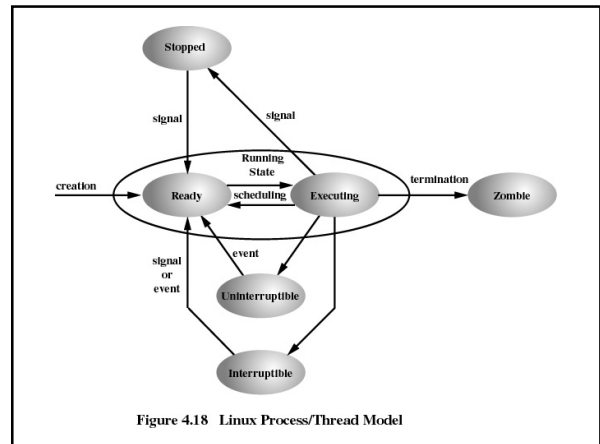 Stopped
signal
signal
Running
State
creation
Ready
scheduling
Executing
termination
Zombie
event
signal
or
event
Uninterruptible
Interruptible
Figure 4.18 Linux Process/Thread Model